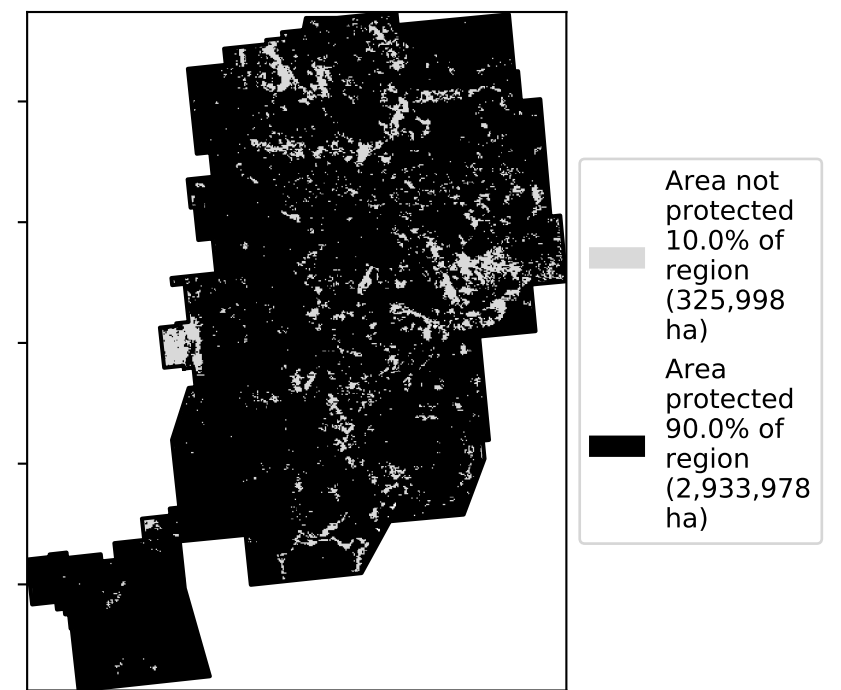 Area not
protected
10.0% of
region
(325,998
ha)
Area
protected
90.0% of
region
(2,933,978
ha)